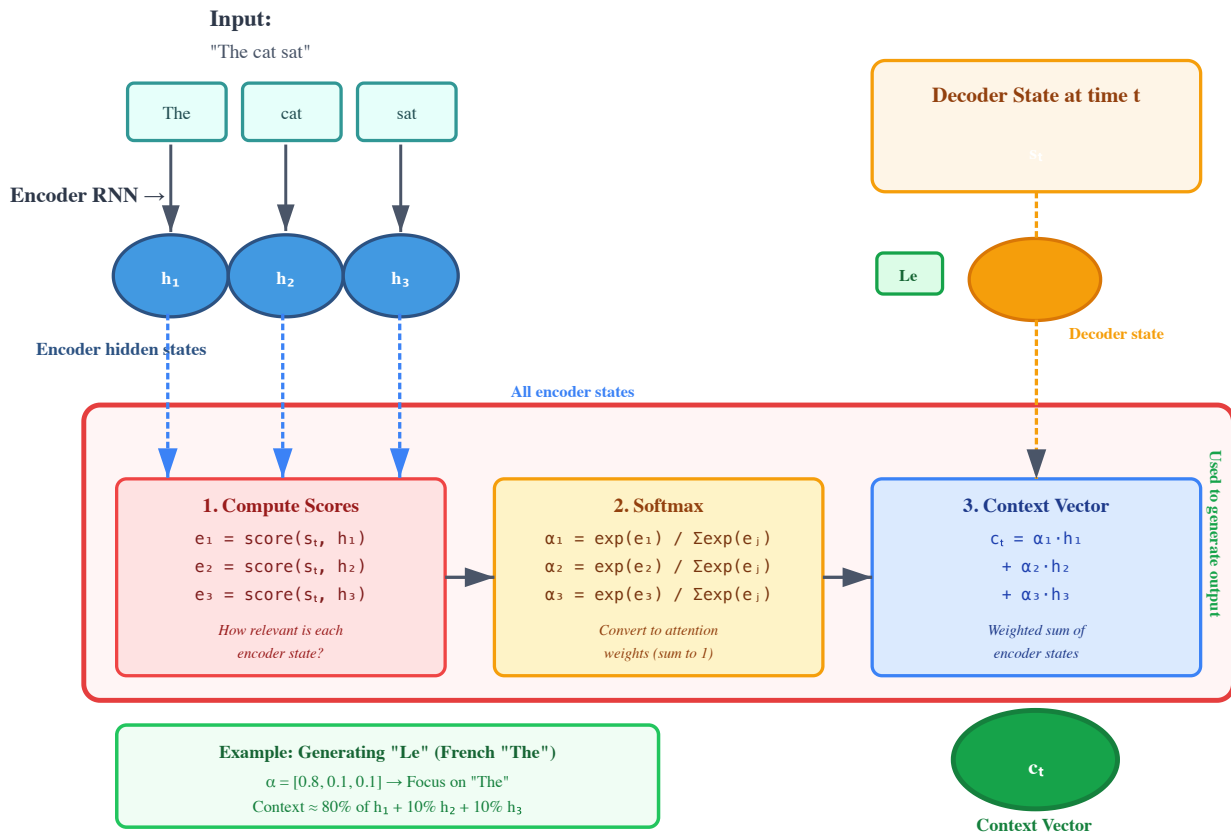 Input:
"The cat sat"
The
cat
sat
Encoder RNN →
h₁
h₂
h₃
Encoder hidden states
Decoder State at time t
sₜ
Le
Decoder state
All encoder states
1. Compute Scores
e₁ = score(sₜ, h₁)
e₂ = score(sₜ, h₂)
e₃ = score(sₜ, h₃)
How relevant is each
encoder state?
2. Softmax
α₁ = exp(e₁) / Σexp(eⱼ)
α₂ = exp(e₂) / Σexp(eⱼ)
α₃ = exp(e₃) / Σexp(eⱼ)
Convert to attention
weights (sum to 1)
3. Context Vector
cₜ = α₁·h₁
+ α₂·h₂
+ α₃·h₃
Weighted sum of
encoder states
Used to generate output
Example: Generating "Le" (French "The")
α = [0.8, 0.1, 0.1] → Focus on "The"
Context ≈ 80% of h₁ + 10% h₂ + 10% h₃
cₜ
Context Vector